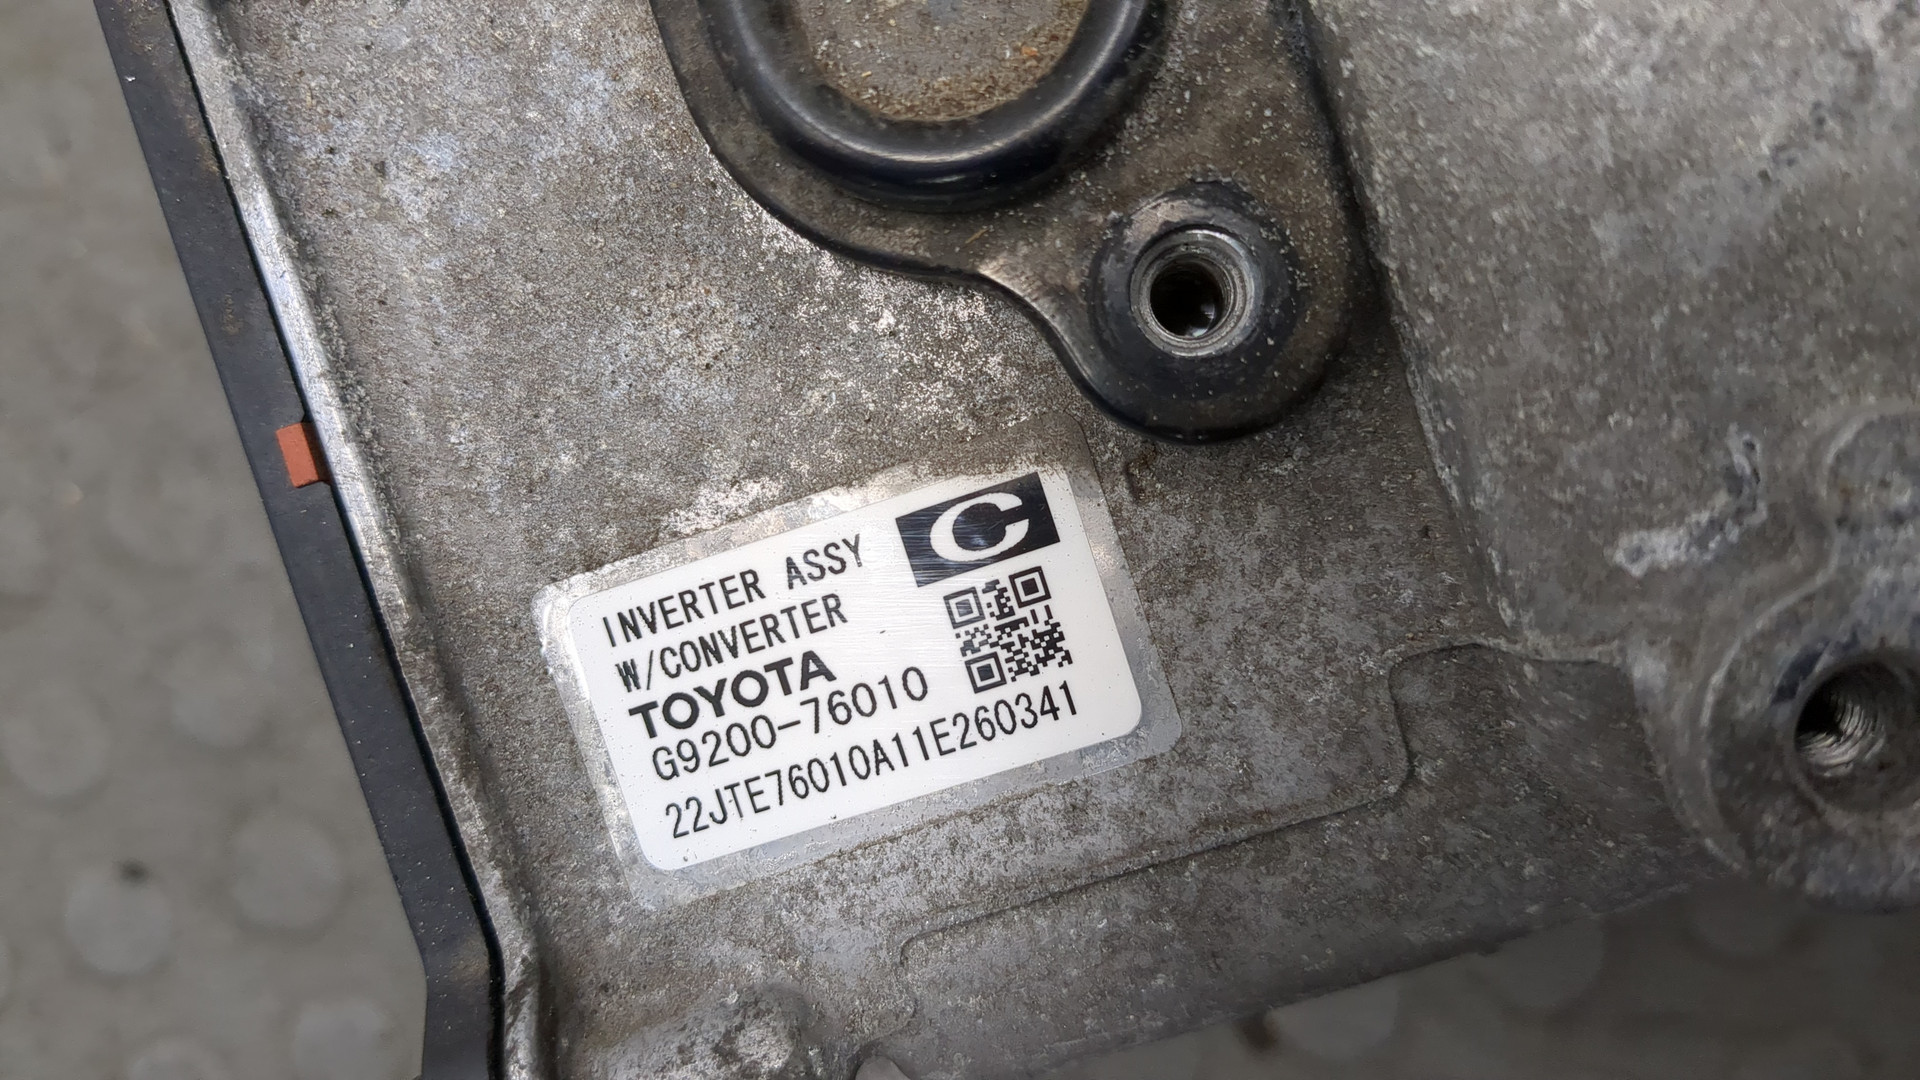 INVERTER ASSY
C
W/CONVERTER
TOYOTA
G9200-76010
22JTE76010A11E260341